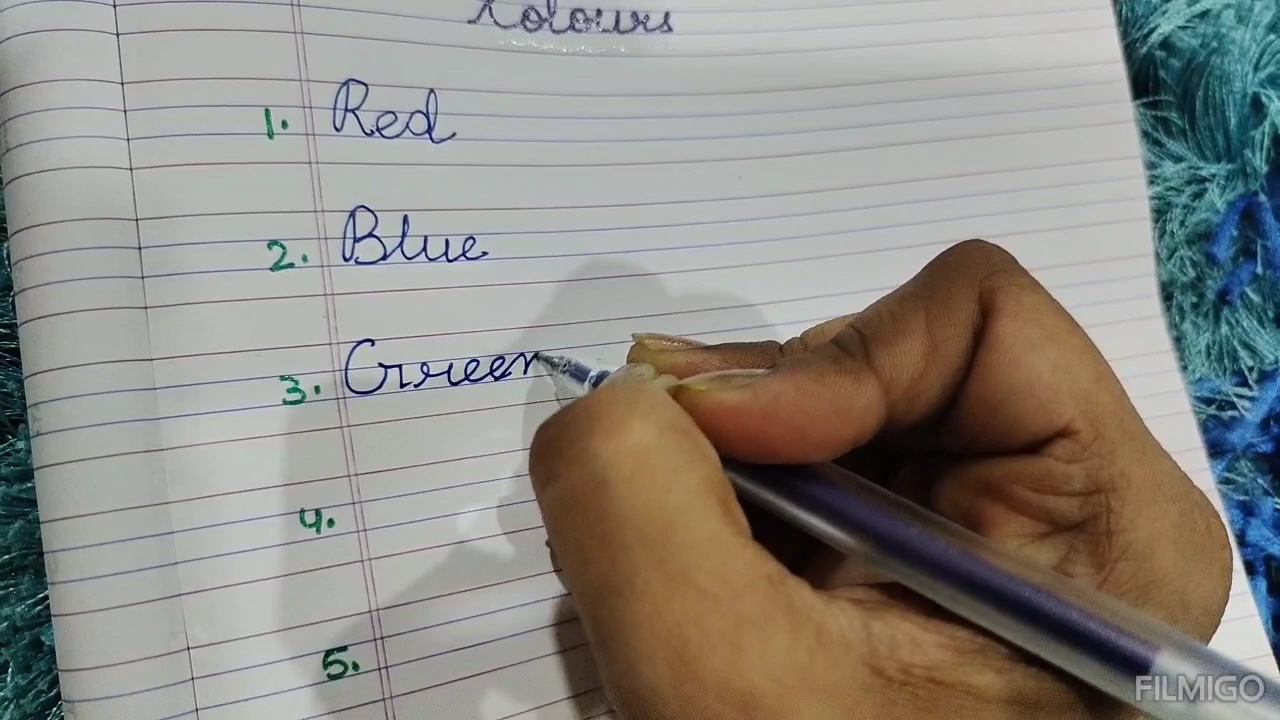 Colours
1. Red
2. Blue
3. Green
4.
5.
FILMIGO